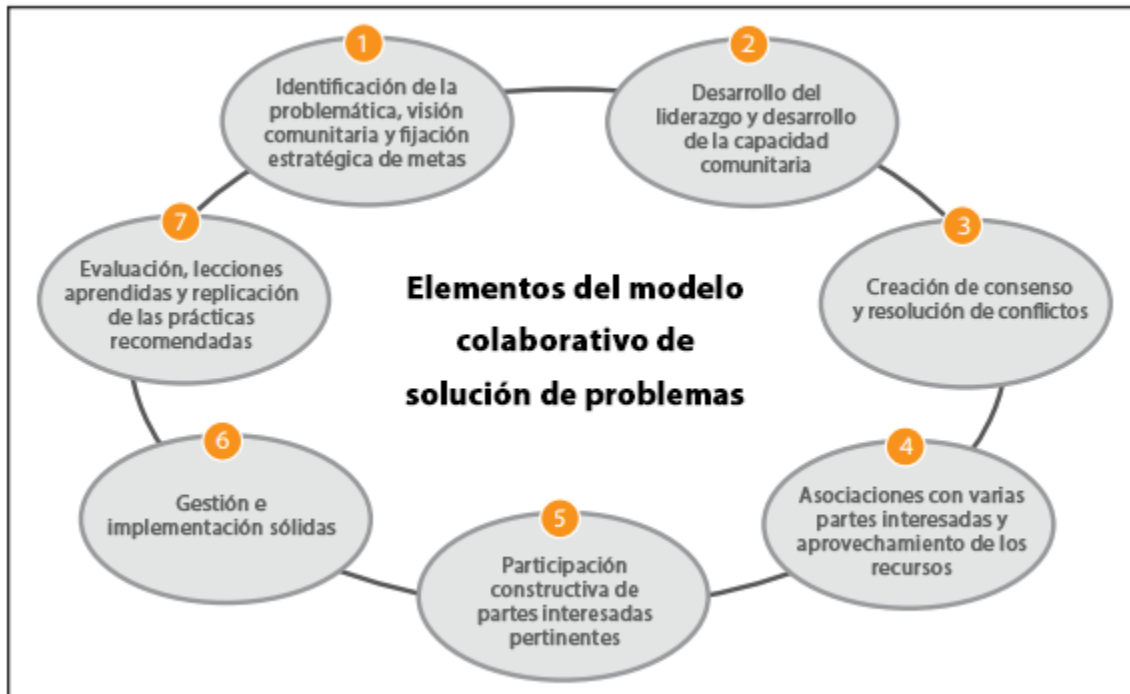 1
Identificación de la
problemática, visión
comunitaria y fijación
estratégica de metas
2
Desarrollo del
liderazgo y desarrollo
de la capacidad
comunitaria
3
Creación de consenso
y resolución de conflictos
4
Asociaciones con varias
partes interesadas y
aprovechamiento de los
recursos
5
Participación
constructiva de
partes interesadas
pertinentes
6
Gestión e
implementación sólidas
7
Evaluación, lecciones
aprendidas y replicación
de las prácticas
recomendadas
Elementos del modelo
colaborativo de
solución de problemas